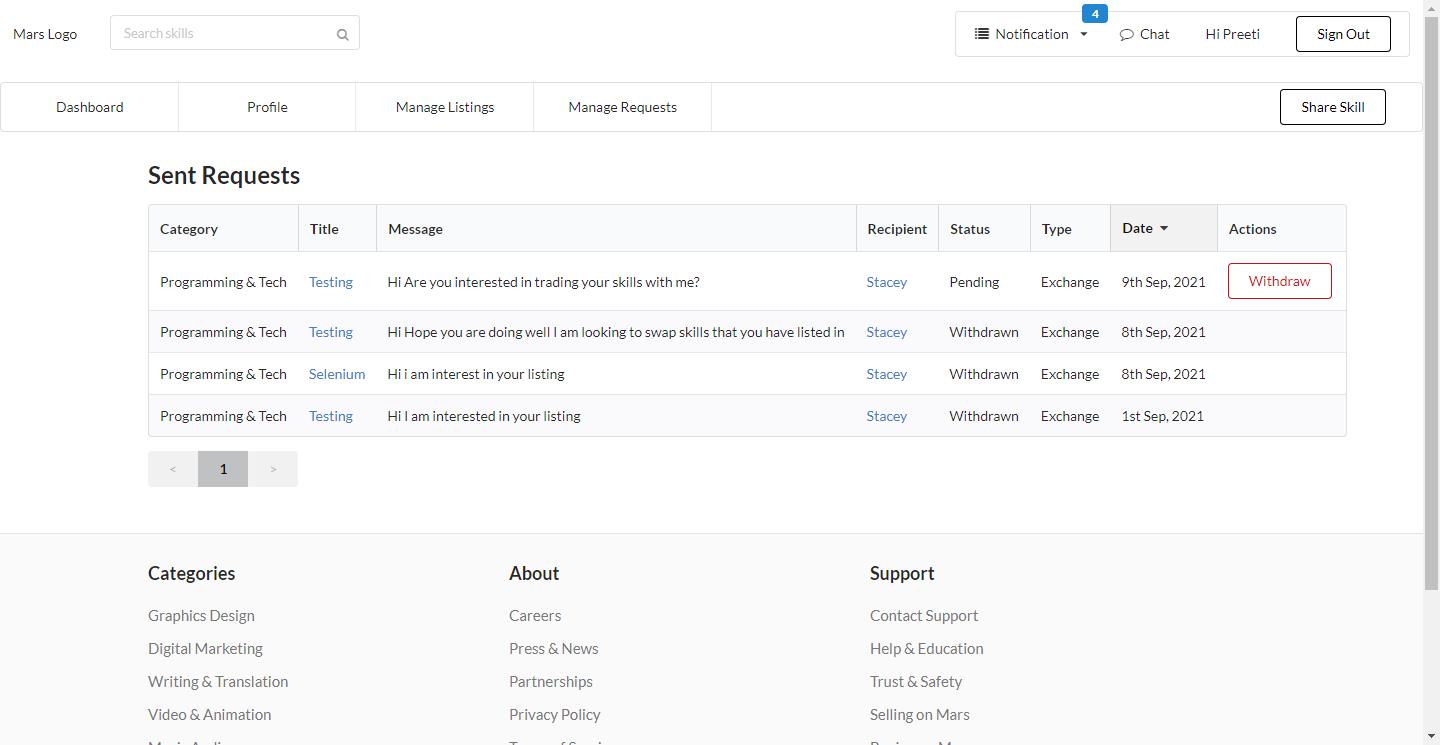 Mars Logo
Search skills
4
Notification
Chat
Hi Preeti
Sign Out
Dashboard
Profile
Manage Listings
Manage Requests
Share Skill
Sent Requests
Category Title Message Recipient Status Type Date Actions
Programming & Tech Testing Hi Are you interested in trading your skills with me? Stacey Pending Exchange 9th Sep, 2021 Withdraw
Programming & Tech Testing Hi Hope you are doing well I am looking to swap skills that you have listed in Stacey Withdrawn Exchange 8th Sep, 2021
Programming & Tech Selenium Hi i am interest in your listing Stacey Withdrawn Exchange 8th Sep, 2021
Programming & Tech Testing Hi I am interested in your listing Stacey Withdrawn Exchange 1st Sep, 2021
< 1 >
Categories
Graphics Design
Digital Marketing
Writing & Translation
Video & Animation
About
Careers
Press & News
Partnerships
Privacy Policy
Support
Contact Support
Help & Education
Trust & Safety
Selling on Mars